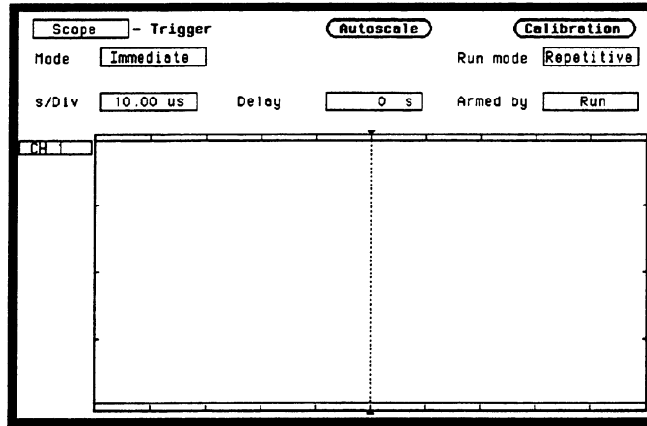 Scope - Trigger Autoscale Calibration
Mode Immediate Run mode Repetitive
s/Div 10.00 us Delay 0 s Armed by Run
CH 1